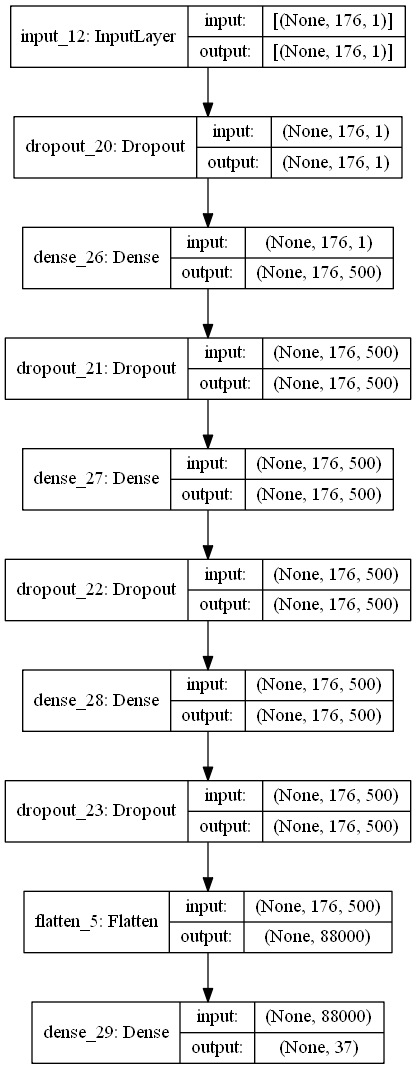 input_12: InputLayer
input:
[(None, 176, 1)]
output:
[(None, 176, 1)]
dropout_20: Dropout
input:
(None, 176, 1)
output:
(None, 176, 1)
dense_26: Dense
input:
(None, 176, 1)
output:
(None, 176, 500)
dropout_21: Dropout
input:
(None, 176, 500)
output:
(None, 176, 500)
dense_27: Dense
input:
(None, 176, 500)
output:
(None, 176, 500)
dropout_22: Dropout
input:
(None, 176, 500)
output:
(None, 176, 500)
dense_28: Dense
input:
(None, 176, 500)
output:
(None, 176, 500)
dropout_23: Dropout
input:
(None, 176, 500)
output:
(None, 176, 500)
flatten_5: Flatten
input:
(None, 176, 500)
output:
(None, 88000)
dense_29: Dense
input:
(None, 88000)
output:
(None, 37)